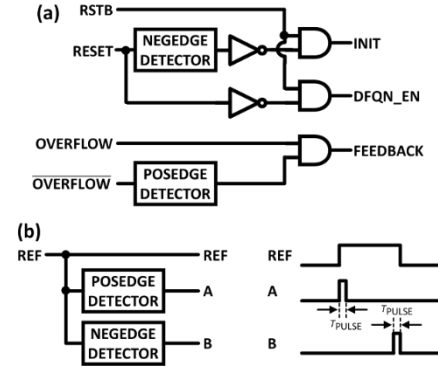 (a)
RSTB
RESET
NEGEDGE
DETECTOR
INIT
DFQN_EN
OVERFLOW
OVERFLOW
POSEDGE
DETECTOR
FEEDBACK
(b)
REF
REF
POSEDGE
DETECTOR
A
NEGEDGE
DETECTOR
B
REF
A
TPULSE
TPULSE
B